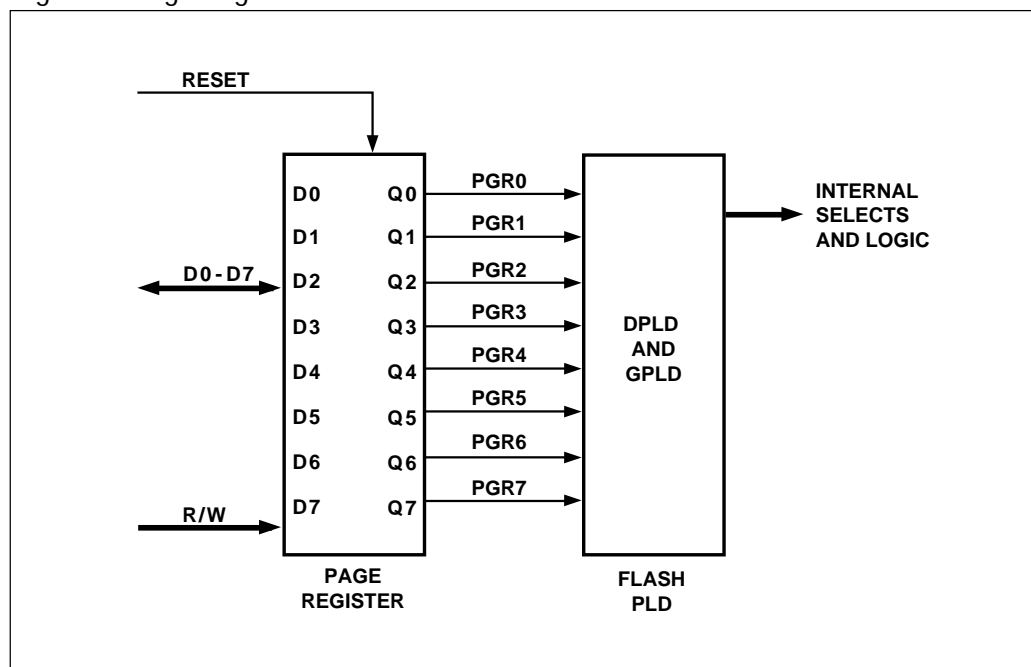 RESET
D0 Q0 PGR0
D1 Q1 PGR1
D0-D7 D2 Q2 PGR2
D3 Q3 PGR3
D4 Q4 PGR4
D5 Q5 PGR5
D6 Q6 PGR6
R/W D7 Q7 PGR7
PAGE
REGISTER
DPLD
AND
GPLD
FLASH
PLD
INTERNAL
SELECTS
AND LOGIC